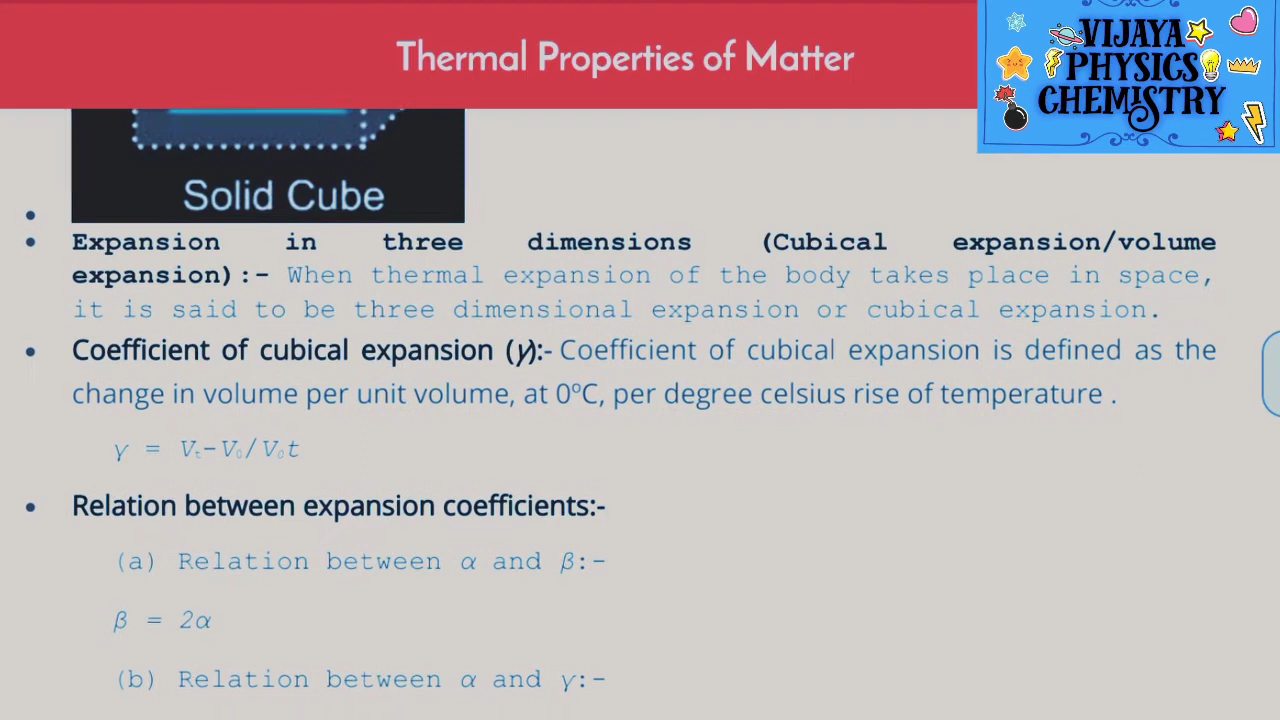 Thermal Properties of Matter
VIJAYA
PHYSICS
CHEMISTRY
Solid Cube
•
• Expansion in three dimensions (Cubical expansion/volume
expansion):- When thermal expansion of the body takes place in space,
it is said to be three dimensional expansion or cubical expansion.
• Coefficient of cubical expansion (γ):- Coefficient of cubical expansion is defined as the
change in volume per unit volume, at 0ºC, per degree celsius rise of temperature .
γ = Vₜ-V₀/V₀t
• Relation between expansion coefficients:-
(a) Relation between α and β:-
β = 2α
(b) Relation between α and γ:-